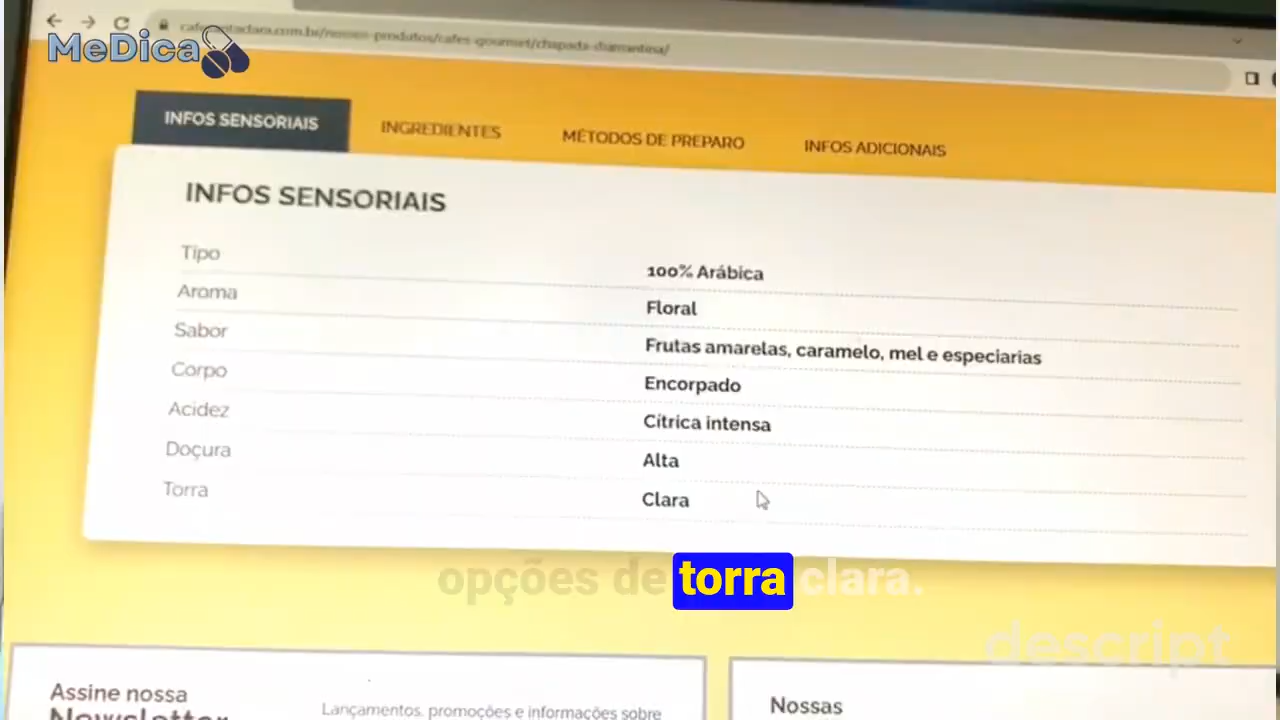 MeDica
INFOS SENSORIAIS
INGREDIENTES
MÉTODOS DE PREPARO
INFOS ADICIONAIS
INFOS SENSORIAIS
Tipo 100% Arábica
Aroma Floral
Sabor Frutas amarelas, caramelo, mel e especiarias
Corpo Encorpado
Acidez Cítrica intensa
Doçura Alta
Torra Clara
opções de torra clara.
descript
Assine nossa
Newsletter
Lançamentos, promoções e informações sobre
Nossas